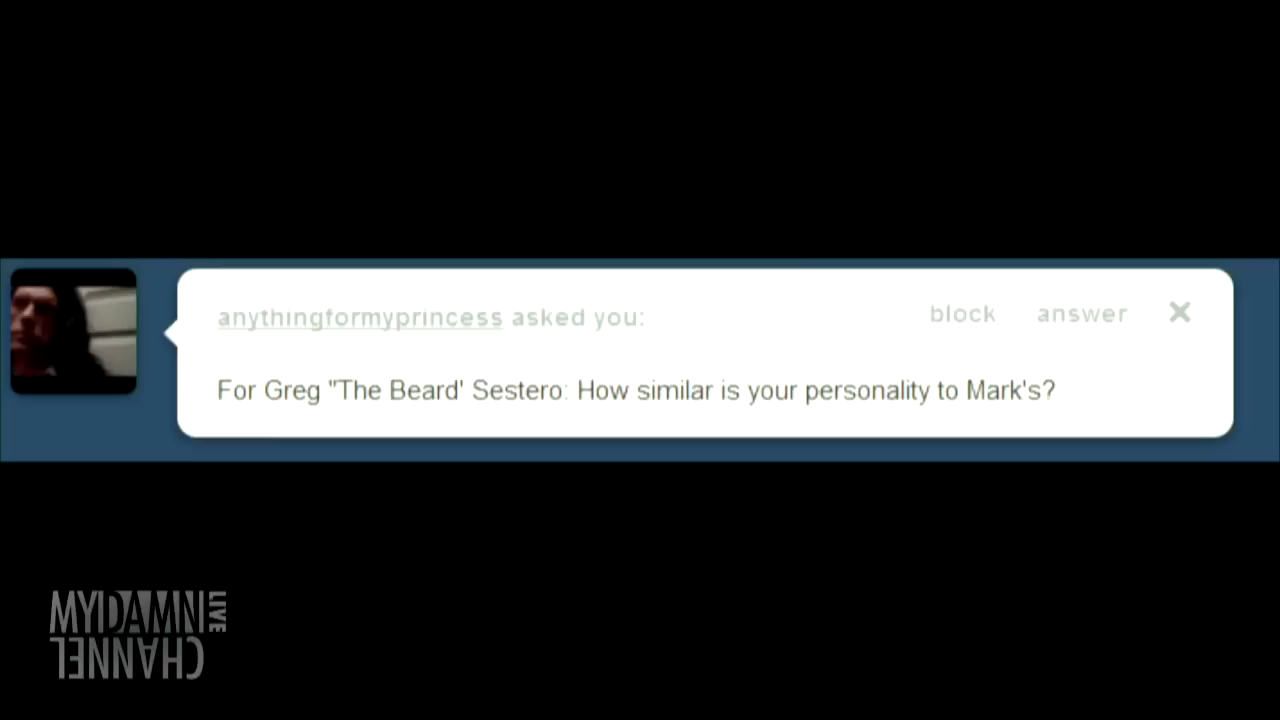 anythingformyprincess asked you:
block answer ×
For Greg "The Beard' Sestero: How similar is your personality to Mark's?
MYDAMN LIVE
CHANNEL